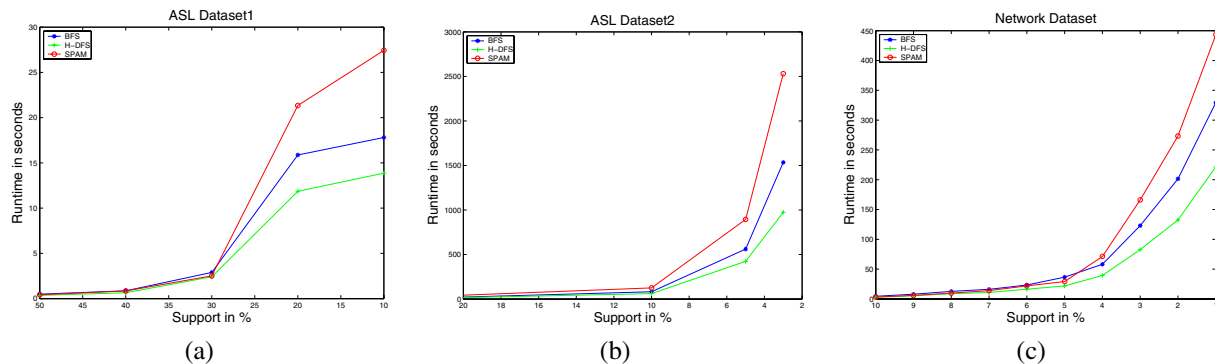 ASL Dataset1
30
25
20
15
10
5
0
Runtime in seconds
BFS
H-DFS
SPAM
50 45 40 35 30 25 20 15 10
Support in %
(a)
ASL Dataset2
3000
2500
2000
1500
1000
500
0
Runtime in seconds
BFS
H-DFS
SPAM
20 18 16 14 12 10 8 6 4 2
Support in %
(b)
Network Dataset
450
400
350
300
250
200
150
100
50
0
Runtime in seconds
BFS
H-DFS
SPAM
10 9 8 7 6 5 4 3 2 1
Support in %
(c)